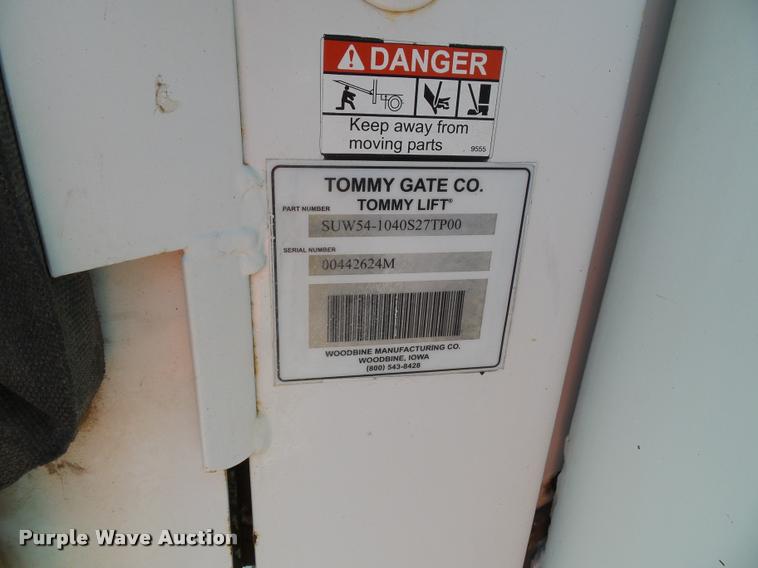 DANGER
Keep away from
moving parts
9555
TOMMY GATE CO.
TOMMY LIFT®
PART NUMBER
SUW54-1040S27TP00
SERIAL NUMBER
00442624M
WOODBINE MANUFACTURING CO.
WOODBINE, IOWA
(800) 543-8428
Purple Wave Auction